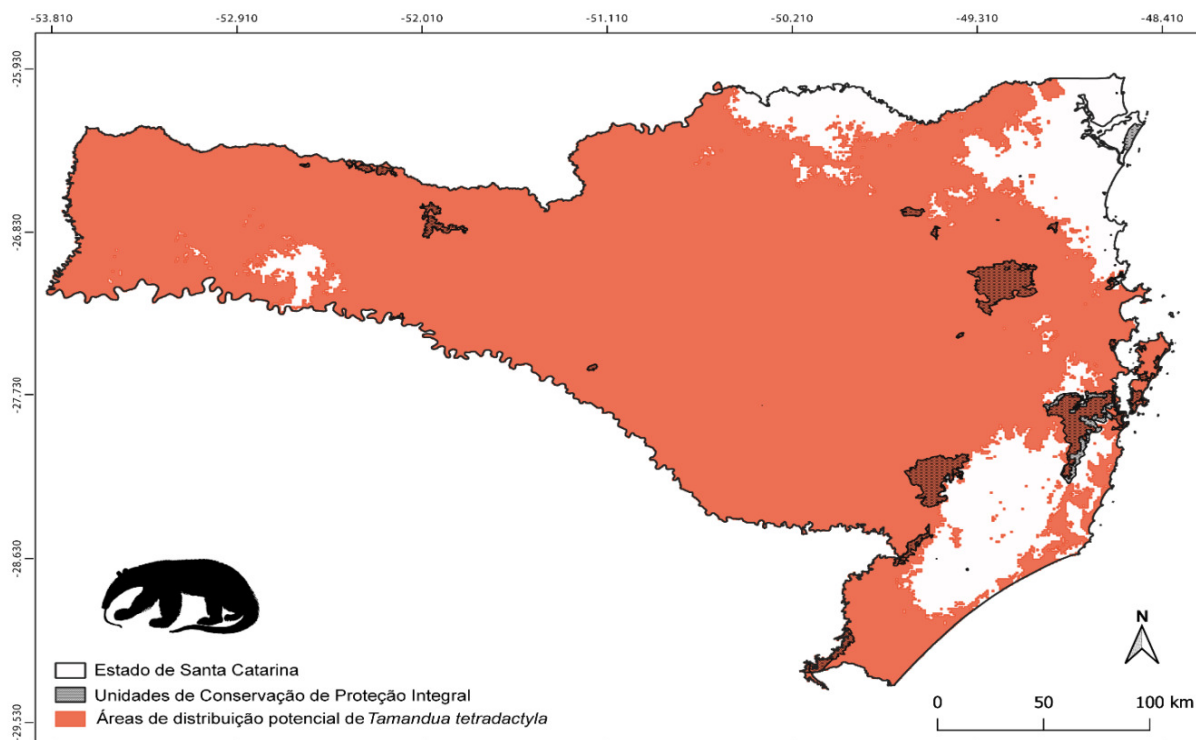 -53.810 -52.910 -52.010 -51.110 -50.210 -49.310 -48.410
-25.930
-26.830
-27.730
-28.630
-29.530
Estado de Santa Catarina
Unidades de Conservação de Proteção Integral
Áreas de distribuição potencial de Tamandua tetradactyla
N
0 50 100 km